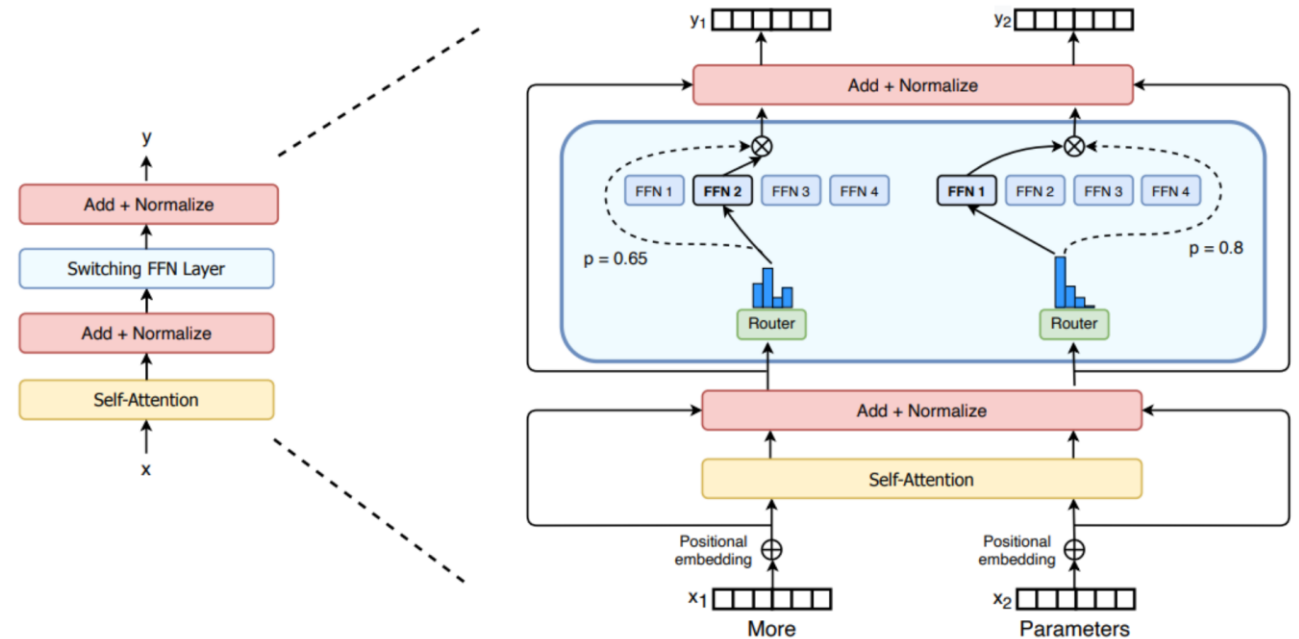 y
Add + Normalize
Switching FFN Layer
Add + Normalize
Self-Attention
x
y1
y2
Add + Normalize
FFN 1 FFN 2 FFN 3 FFN 4
FFN 1 FFN 2 FFN 3 FFN 4
p = 0.65
p = 0.8
Router
Router
Add + Normalize
Self-Attention
Positional
embedding
Positional
embedding
x1
x2
More
Parameters